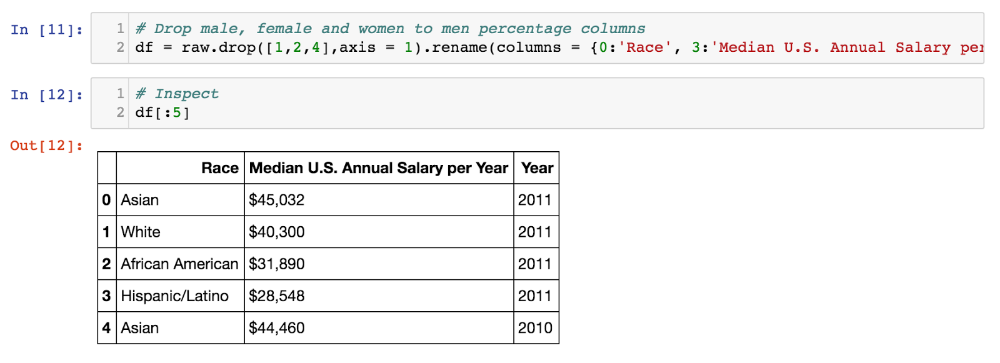 In [11]:
1 # Drop male, female and women to men percentage columns
2 df = raw.drop([1,2,4],axis = 1).rename(columns = {0:'Race', 3:'Median U.S. Annual Salary per
In [12]:
1 # Inspect
2 df[:5]
Out[12]:
Race Median U.S. Annual Salary per Year Year
0 Asian $45,032 2011
1 White $40,300 2011
2 African American $31,890 2011
3 Hispanic/Latino $28,548 2011
4 Asian $44,460 2010